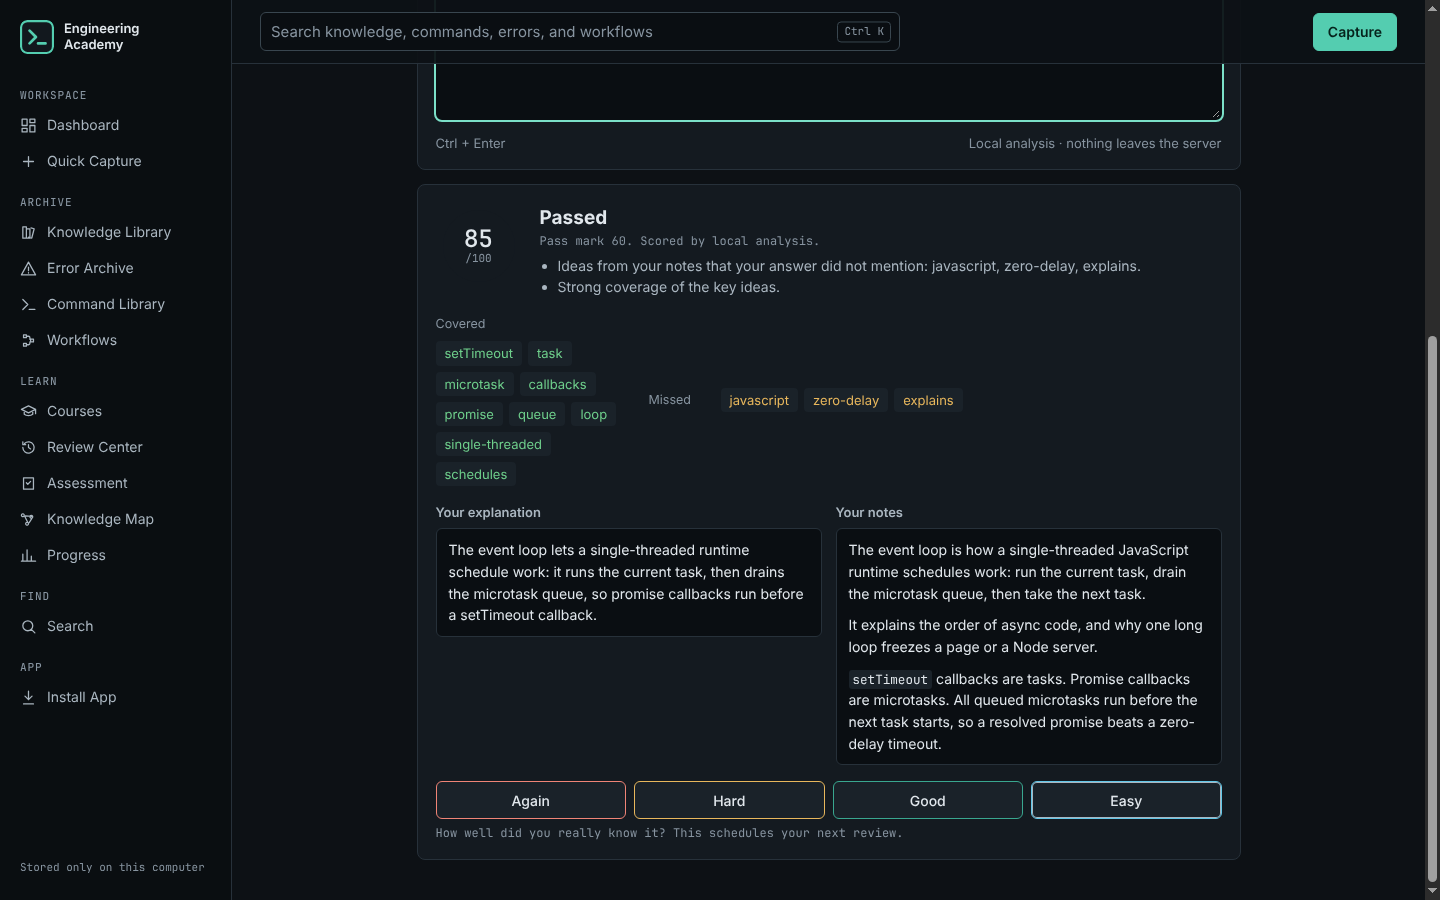 Engineering
Academy
Search knowledge, commands, errors, and workflows
Ctrl K
Capture
WORKSPACE
Dashboard
Quick Capture
ARCHIVE
Knowledge Library
Error Archive
Command Library
Workflows
LEARN
Courses
Review Center
Assessment
Knowledge Map
Progress
FIND
Search
APP
Install App
Stored only on this computer
Ctrl + Enter
Local analysis · nothing leaves the server
85
/100
Passed
Pass mark 60. Scored by local analysis.
• Ideas from your notes that your answer did not mention: javascript, zero-delay, explains.
• Strong coverage of the key ideas.
Covered
setTimeout task
microtask callbacks
promise queue loop
single-threaded
schedules
Missed
javascript zero-delay explains
Your explanation
The event loop lets a single-threaded runtime
schedule work: it runs the current task, then drains
the microtask queue, so promise callbacks run before
a setTimeout callback.
Your notes
The event loop is how a single-threaded JavaScript
runtime schedules work: run the current task, drain
the microtask queue, then take the next task.
It explains the order of async code, and why one long
loop freezes a page or a Node server.
setTimeout callbacks are tasks. Promise callbacks
are microtasks. All queued microtasks run before the
next task starts, so a resolved promise beats a zero-
delay timeout.
Again
Hard
Good
Easy
How well did you really know it? This schedules your next review.